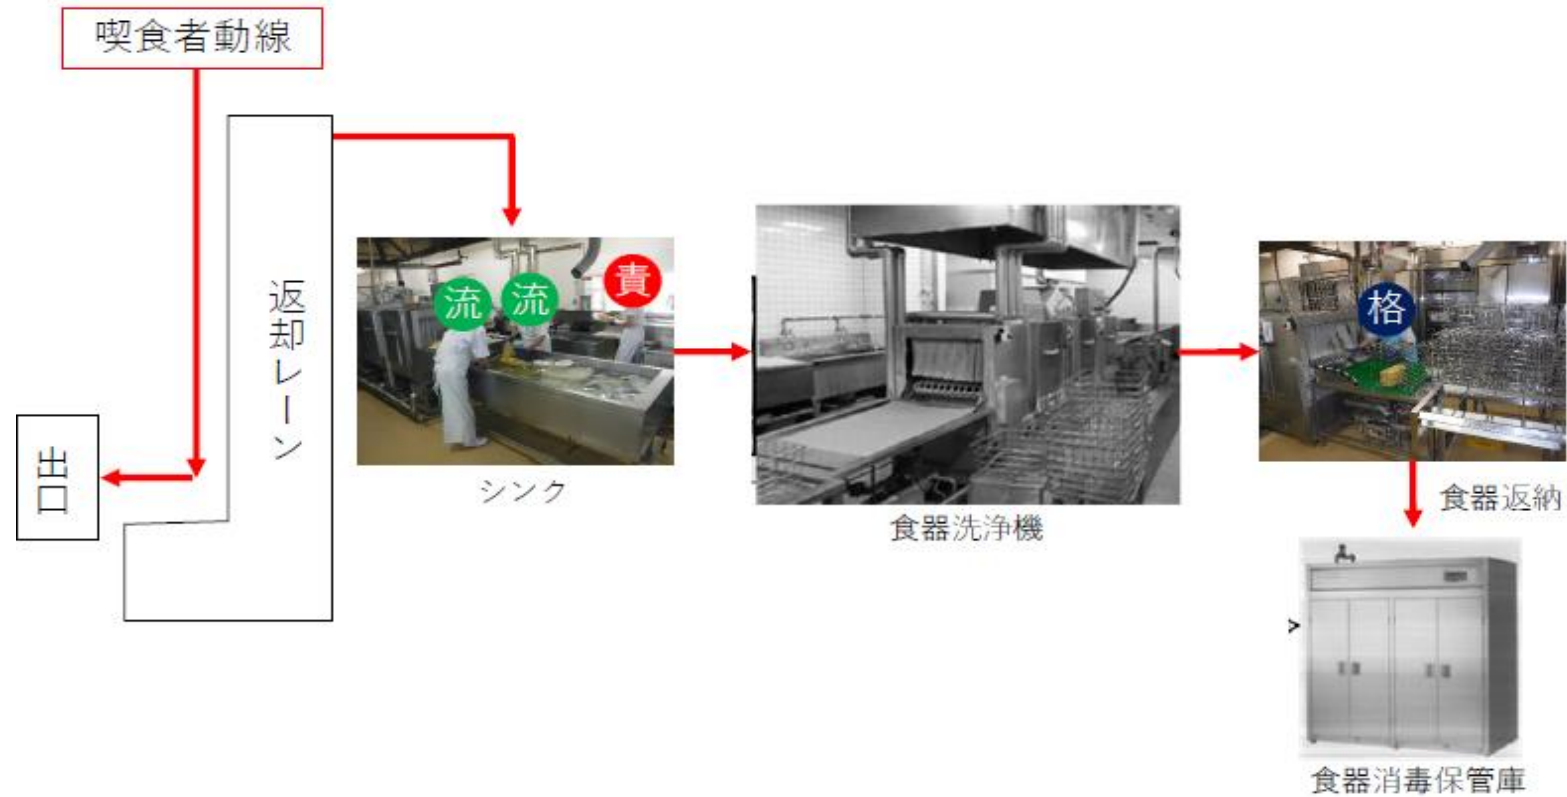 喫食者動線
返却レーン
出口
流
流
責
シンク
食器洗浄機
格
食器返納
食器消毒保管庫